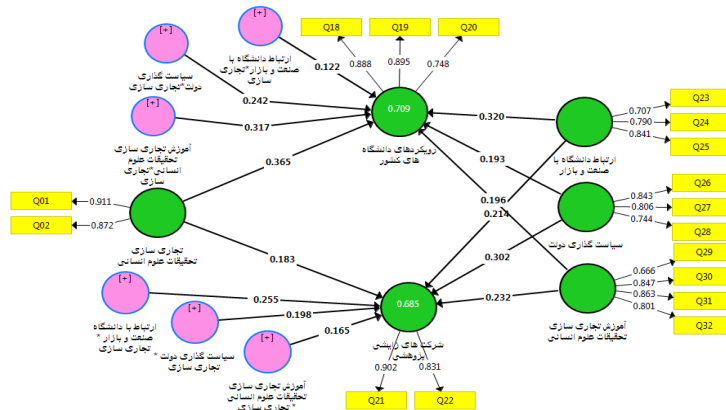 [+]
ارتباط دانشگاه با
صنعت و بازار*تجاری
سازی
[+]
سیاست گذاری
دولت*تجاری سازی
[+]
آموزش تجاری سازی
تحقیقات علوم
انسانی*تجاری
سازی
Q18
Q19
Q20
0.888
0.895
0.748
0.122
0.242
0.317
0.709
رویکردهای دانشگاه
های کشور
0.365
0.320
0.193
0.196
0.214
0.302
0.232
0.183
Q01
Q02
0.911
0.872
تجاری سازی
تحقیقات علوم انسانی
ارتباط دانشگاه با
صنعت و بازار
0.707
0.790
0.841
Q23
Q24
Q25
سیاست گذاری دولت
0.843
0.806
0.744
Q26
Q27
Q28
آموزش تجاری سازی
تحقیقات علوم انسانی
0.666
0.847
0.863
0.801
Q29
Q30
Q31
Q32
[+]
ارتباط با دانشگاه
صنعت و بازار *
تجاری سازی
[+]
سیاست گذاری دولت *
تجاری سازی
[+]
آموزش تجاری سازی
تحقیقات علوم انسانی
* تجاری سازی
0.255
0.198
0.165
0.685
شرکت های زایشی
پژوهشی
0.902
0.831
Q21
Q22